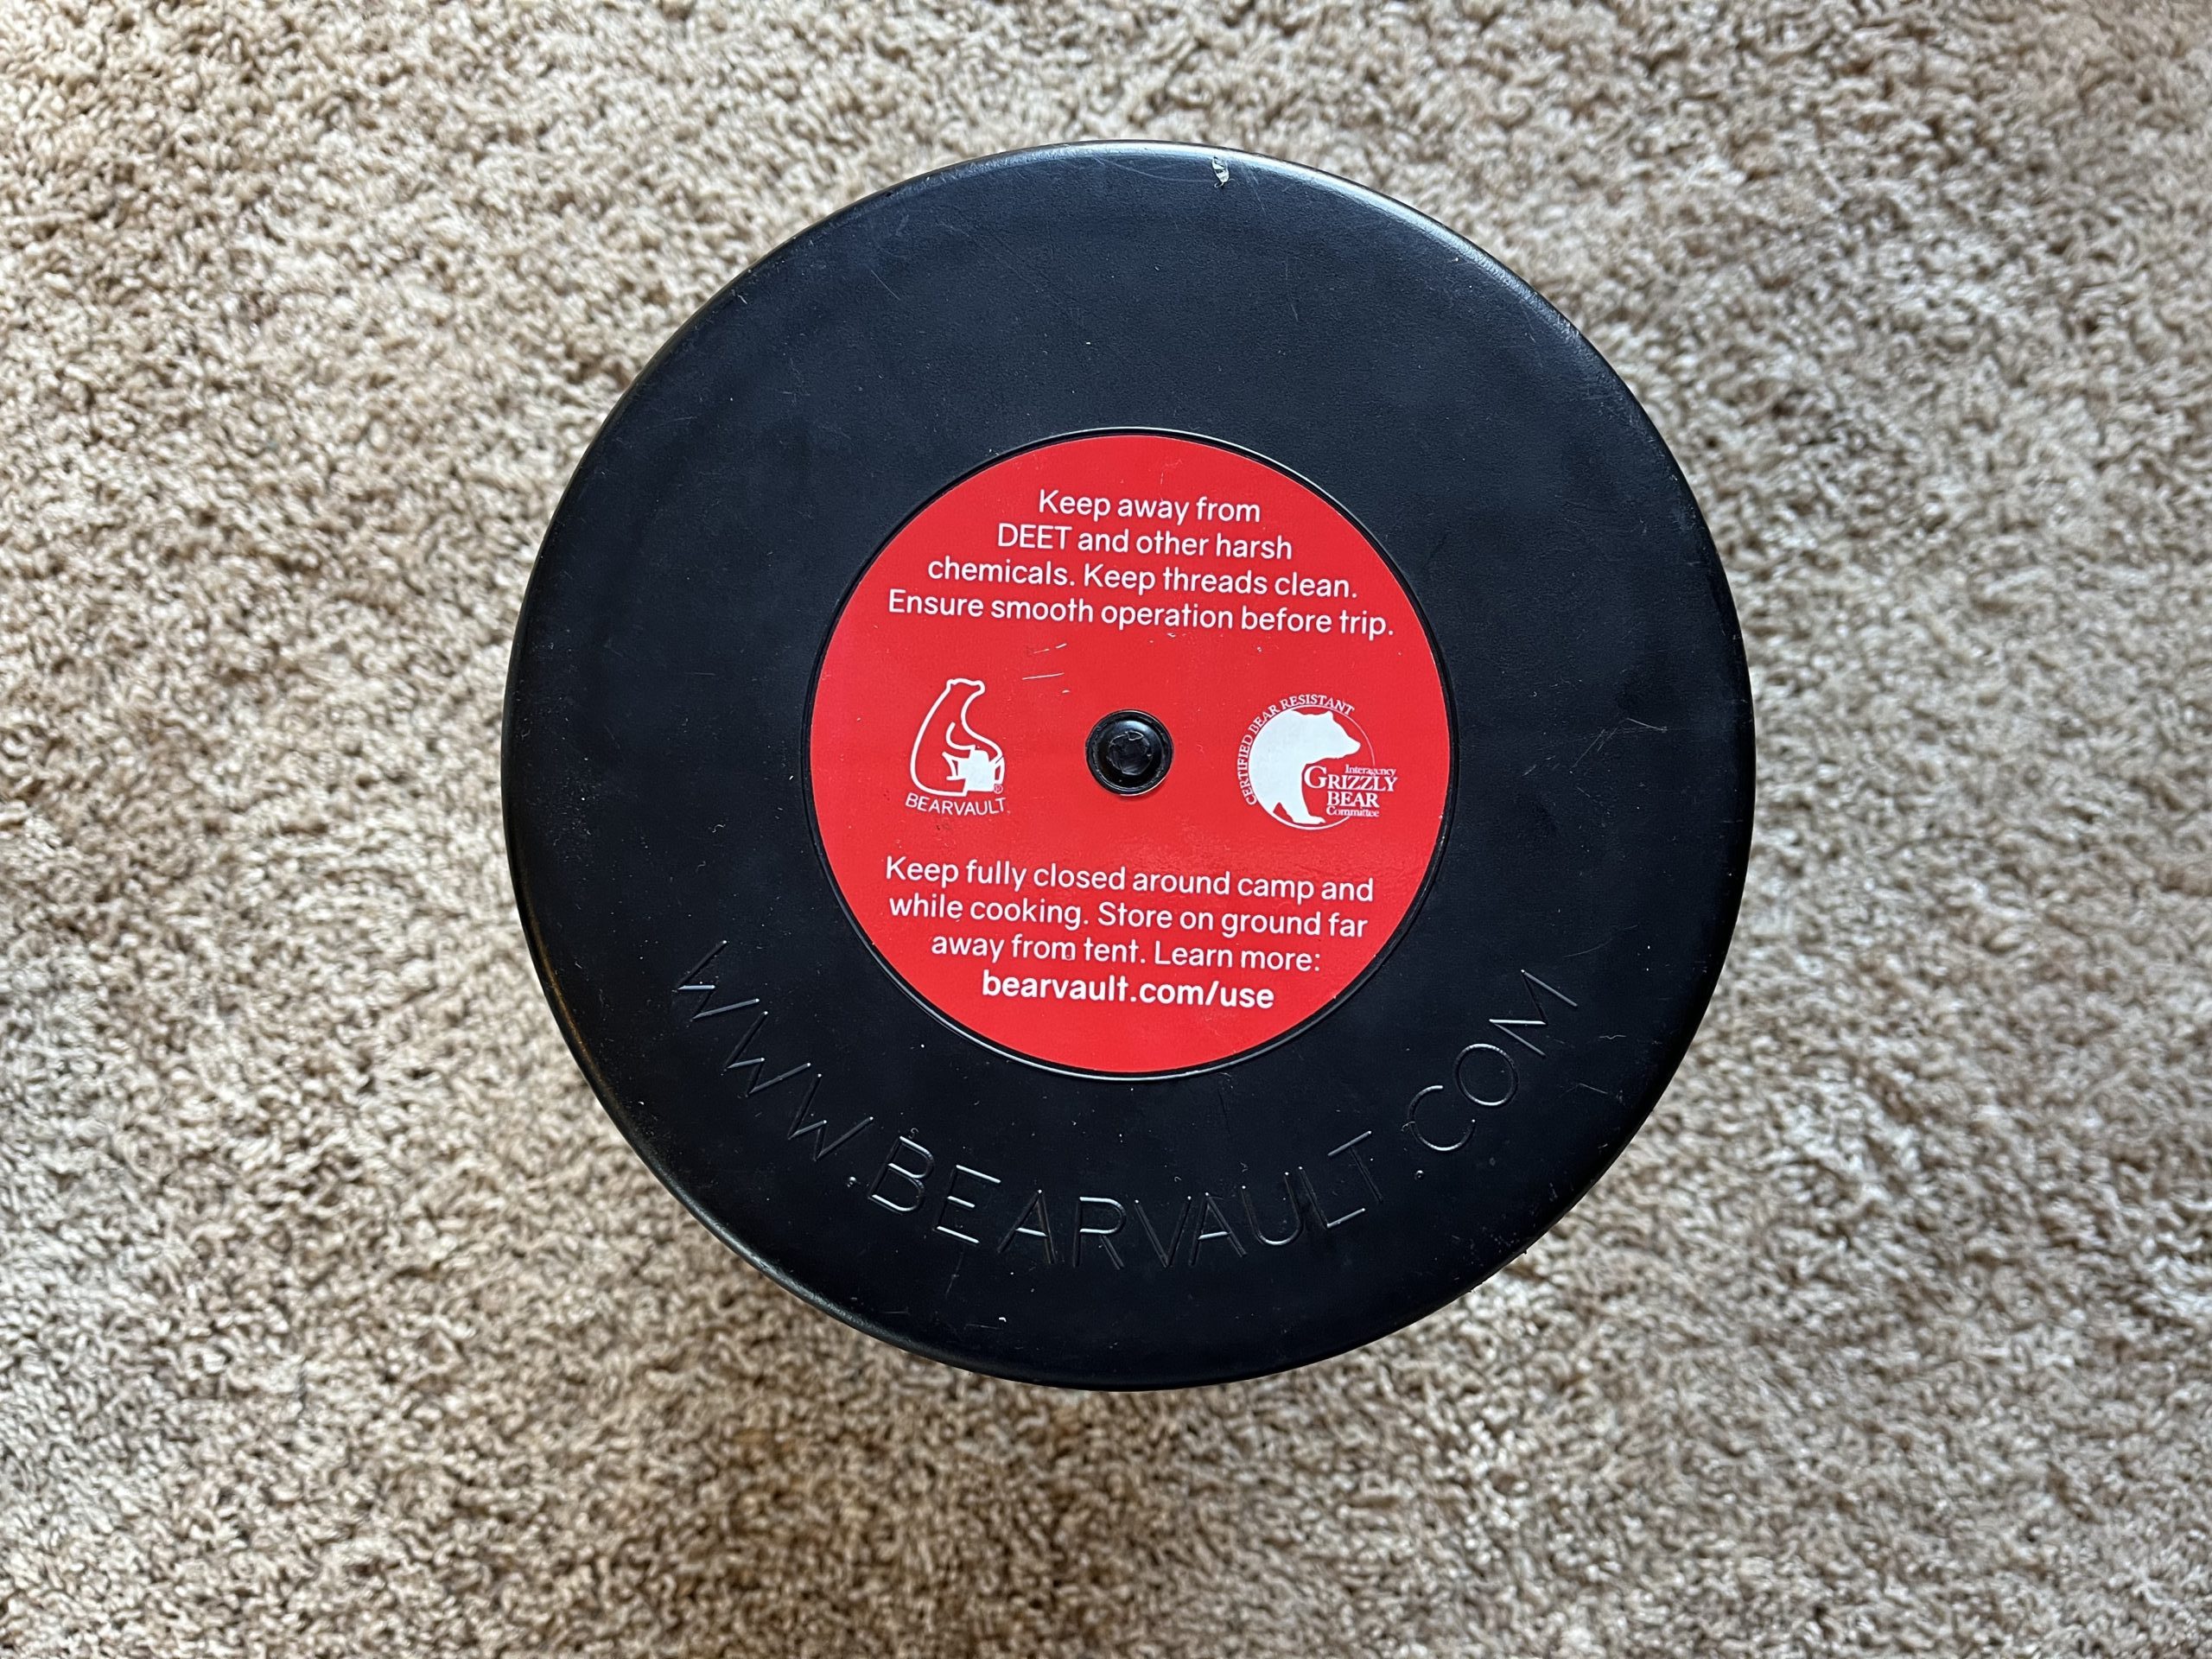 Keep away from
DEET and other harsh
chemicals. Keep threads clean.
Ensure smooth operation before trip.
BEARVAULT
®
CERTIFIED BEAR RESISTANT
Interagency
GRIZZLY
BEAR
Committee
Keep fully closed around camp and
while cooking. Store on ground far
away from tent. Learn more:
bearvault.com/use
WWW.BEARVAULT.COM